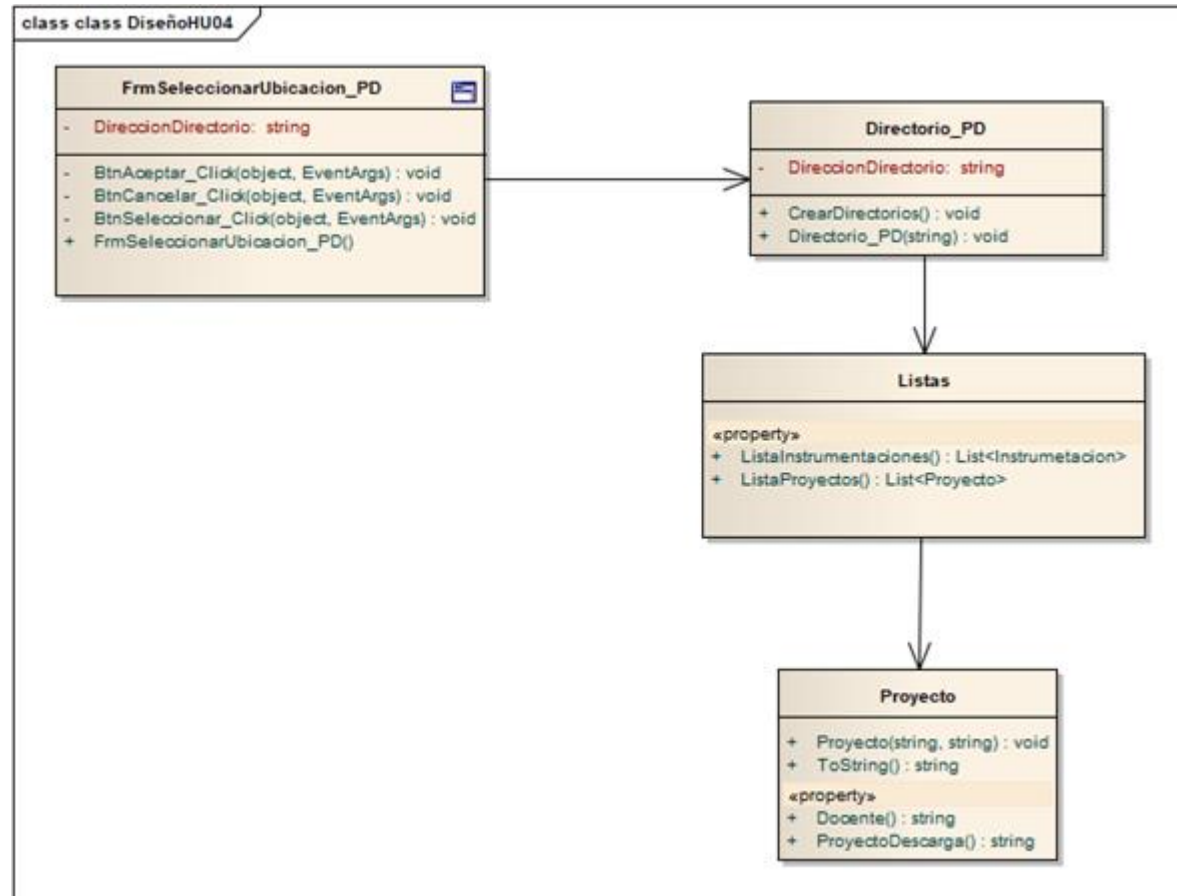 class class DiseñoHU04
FrmSeleccionarUbicacion_PD
- DireccionDirectorio: string
- BtnAceptar_Click(object, EventArgs) : void
- BtnCancelar_Click(object, EventArgs) : void
- BtnSeleccionar_Click(object, EventArgs) : void
+ FrmSeleccionarUbicacion_PD()
Directorio_PD
- DireccionDirectorio: string
+ CrearDirectorios() : void
+ Directorio_PD(string) : void
Listas
«property»
+ ListaInstrumentaciones() : List<Instrumetacion>
+ ListaProyectos() : List<Proyecto>
Proyecto
+ Proyecto(string, string) : void
+ ToString() : string
«property»
+ Docente() : string
+ ProyectoDescarga() : string